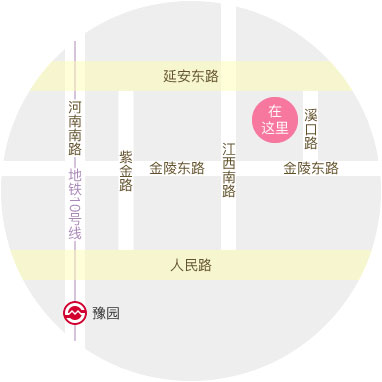 延安东路
在
这里
河南南路
溪口路
江西南路
紫金路
金陵东路
金陵东路
地铁10号线
人民路
豫园